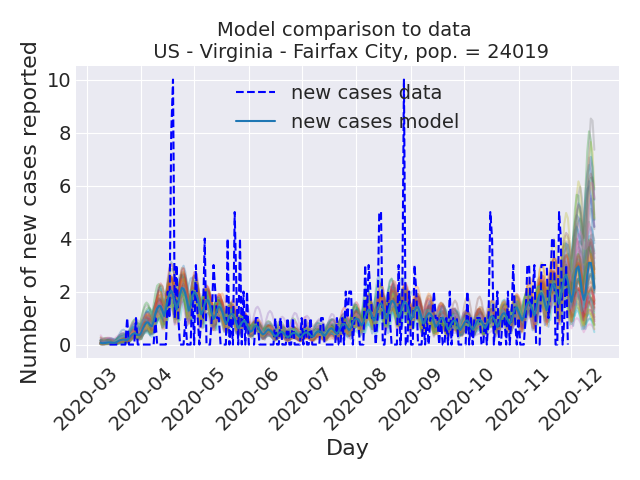 Model comparison to data
US - Virginia - Fairfax City, pop. = 24019
Number of new cases reported
10
8
6
4
2
0
new cases data
new cases model
2020-03
2020-04
2020-05
2020-06
2020-07
2020-08
2020-09
2020-10
2020-11
2020-12
Day